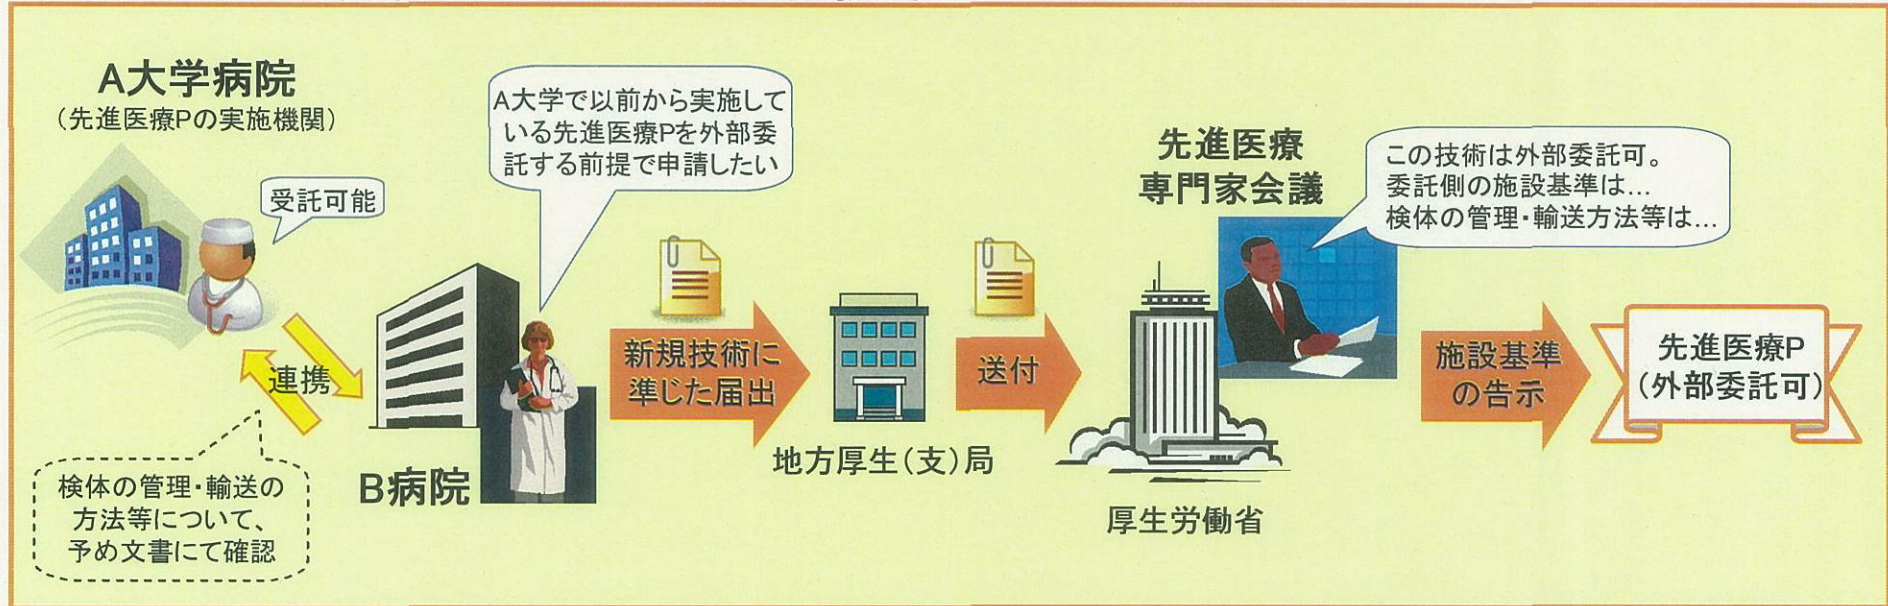 A大学病院
(先進医療Pの実施機関)
受託可能
連携
検体の管理・輸送の
方法等について、
予め文書にて確認
A大学で以前から実施して
いる先進医療Pを外部委
託する前提で申請したい
B病院
新規技術に
準じた届出
地方厚生(支)局
送付
先進医療
専門家会議
この技術は外部委託可。
委託側の施設基準は…
検体の管理・輸送方法等は…
厚生労働省
施設基準
の告示
先進医療P
(外部委託可)